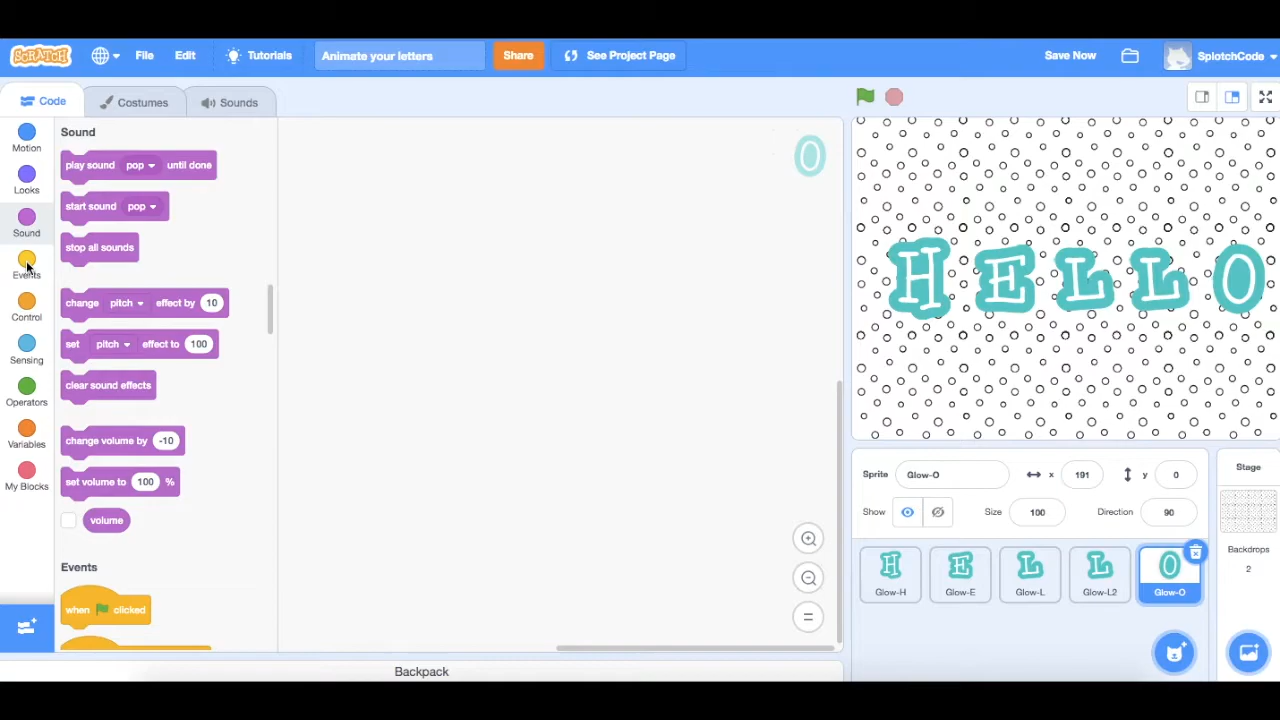 SCRATCH File Edit Tutorials Animate your letters Share See Project Page Save Now SplotchCode
Code Costumes Sounds
Motion
Looks
Sound
Events
Control
Sensing
Operators
Variables
My Blocks
Sound
play sound pop until done
start sound pop
stop all sounds
change pitch effect by 10
set pitch effect to 100
clear sound effects
change volume by -10
set volume to 100 %
volume
Events
when clicked
O
HELLO
Sprite Glow-O x 191 y 0
Show Size 100 Direction 90
H E L L O
Glow-H Glow-E Glow-L Glow-L2 Glow-O
Stage
Backdrops
2
Backpack